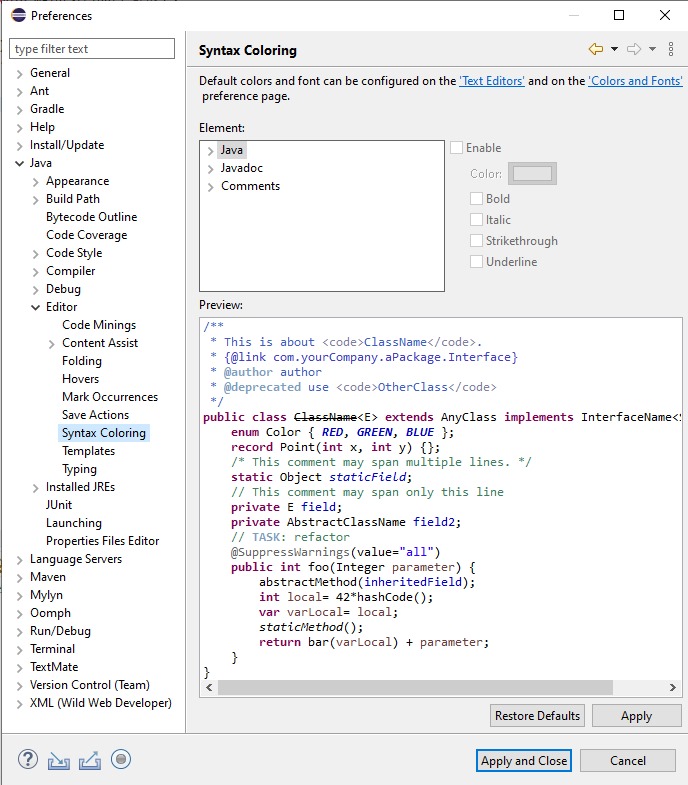 Preferences
type filter text
General
Ant
Gradle
Help
Install/Update
Java
Appearance
Build Path
Bytecode Outline
Code Coverage
Code Style
Compiler
Debug
Editor
Code Minings
Content Assist
Folding
Hovers
Mark Occurrences
Save Actions
Syntax Coloring
Templates
Typing
Installed JREs
JUnit
Launching
Properties Files Editor
Language Servers
Maven
Mylyn
Oomph
Run/Debug
Terminal
TextMate
Version Control (Team)
XML (Wild Web Developer)
Syntax Coloring
Default colors and font can be configured on the 'Text Editors' and on the 'Colors and Fonts'
preference page.
Element:
Java
Javadoc
Comments
Enable
Color:
Bold
Italic
Strikethrough
Underline
Preview:
/**
 * This is about <code>ClassName</code>.
 * {@link com.yourCompany.aPackage.Interface}
 * @author author
 * @deprecated use <code>OtherClass</code>
 */
public class ClassName<E> extends AnyClass implements InterfaceName<S
    enum Color { RED, GREEN, BLUE };
    record Point(int x, int y) {};
    /* This comment may span multiple lines. */
    static Object staticField;
    // This comment may span only this line
    private E field;
    private AbstractClassName field2;
    // TASK: refactor
    @SuppressWarnings(value="all")
    public int foo(Integer parameter) {
        abstractMethod(inheritedField);
        int local= 42*hashCode();
        var varLocal= local;
        staticMethod();
        return bar(varLocal) + parameter;
    }
}
Restore Defaults
Apply
Apply and Close
Cancel